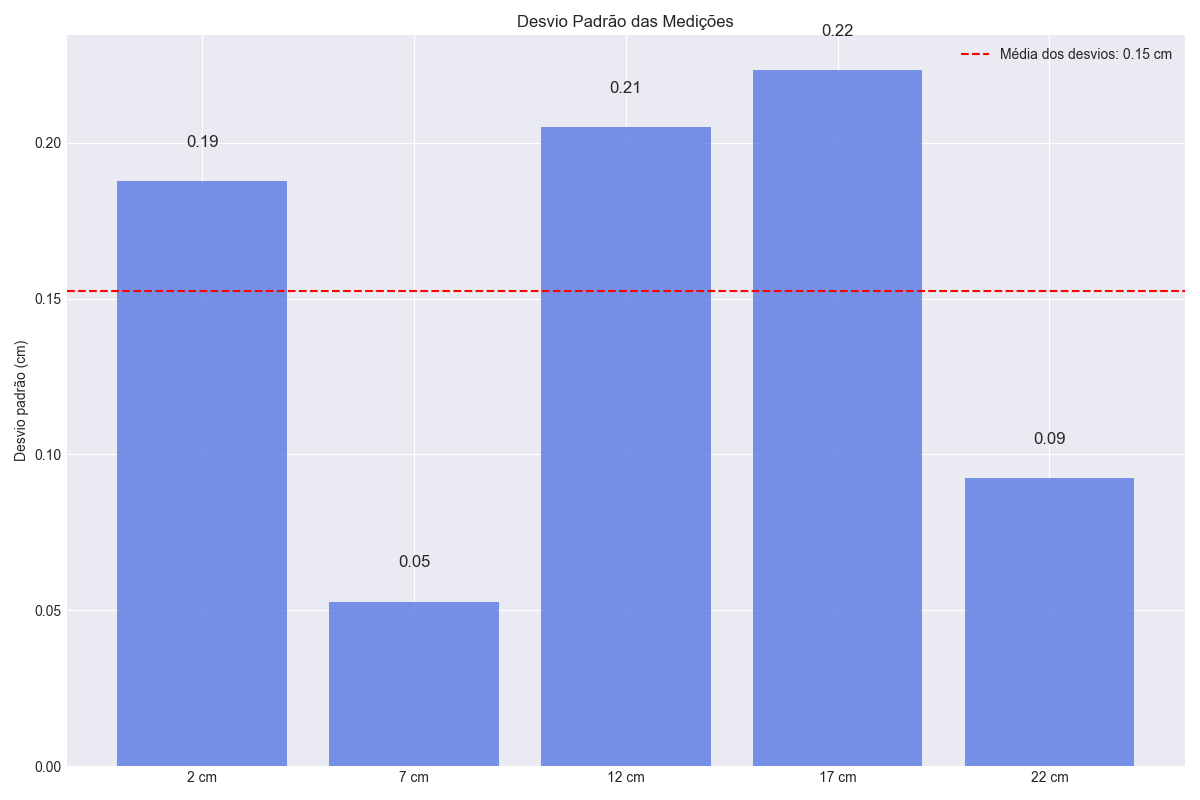 Desvio Padrão das Medições
Média dos desvios: 0.15 cm
Desvio padrão (cm)
0.20
0.15
0.10
0.05
0.00
0.19
0.05
0.21
0.22
0.09
2 cm
7 cm
12 cm
17 cm
22 cm